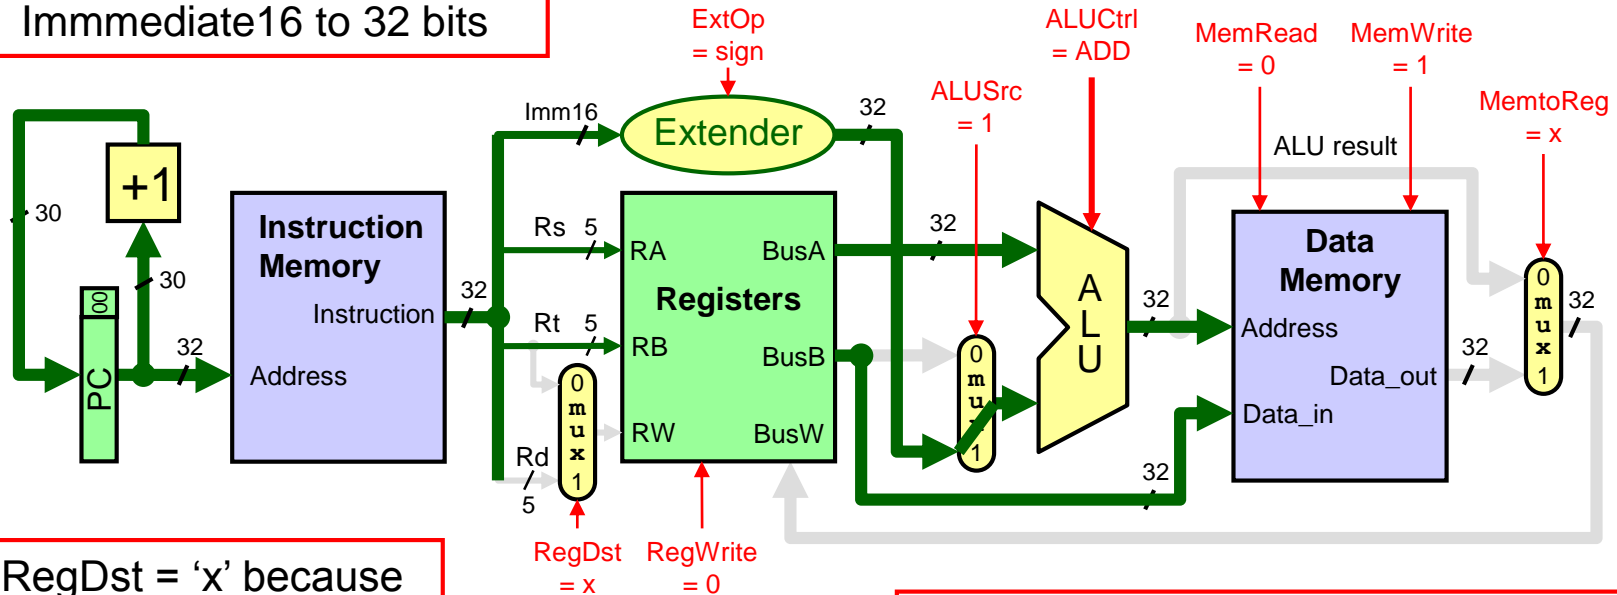 Immmediate16 to 32 bits
ExtOp
= sign
ALUCtrl
= ADD
MemRead
= 0
MemWrite
= 1
ALUSrc
= 1
MemtoReg
= x
Imm16
Extender
32
ALU result
+1
30
30
00
PC
32
Instruction
Memory
Instruction
Address
32
Rs
5
Rt
5
Rd
5
0
mux
1
RA
RB
RW
Registers
BusA
BusB
BusW
32
0
mu
1
ALU
32
32
Data
Memory
Address
Data_in
Data_out
32
0
mux
1
32
RegDst
= x
RegWrite
= 0
RegDst = ‘x’ because